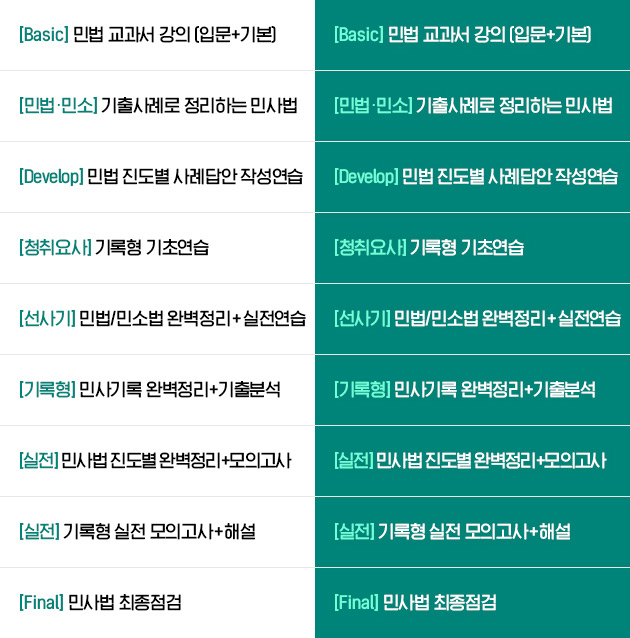 [Basic] 민법 교과서 강의 (입문+기본)
[Basic] 민법 교과서 강의 (입문+기본)
[민법·민소] 기출사례로 정리하는 민사법
[민법·민소] 기출사례로 정리하는 민사법
[Develop] 민법 진도별 사례답안 작성연습
[Develop] 민법 진도별 사례답안 작성연습
[청취요사] 기록형 기초연습
[청취요사] 기록형 기초연습
[선사기] 민법/민소법 완벽정리+실전연습
[선사기] 민법/민소법 완벽정리+실전연습
[기록형] 민사기록 완벽정리+기출분석
[기록형] 민사기록 완벽정리+기출분석
[실전] 민사법 진도별 완벽정리+모의고사
[실전] 민사법 진도별 완벽정리+모의고사
[실전] 기록형 실전 모의고사+해설
[실전] 기록형 실전 모의고사+해설
[Final] 민사법 최종점검
[Final] 민사법 최종점검